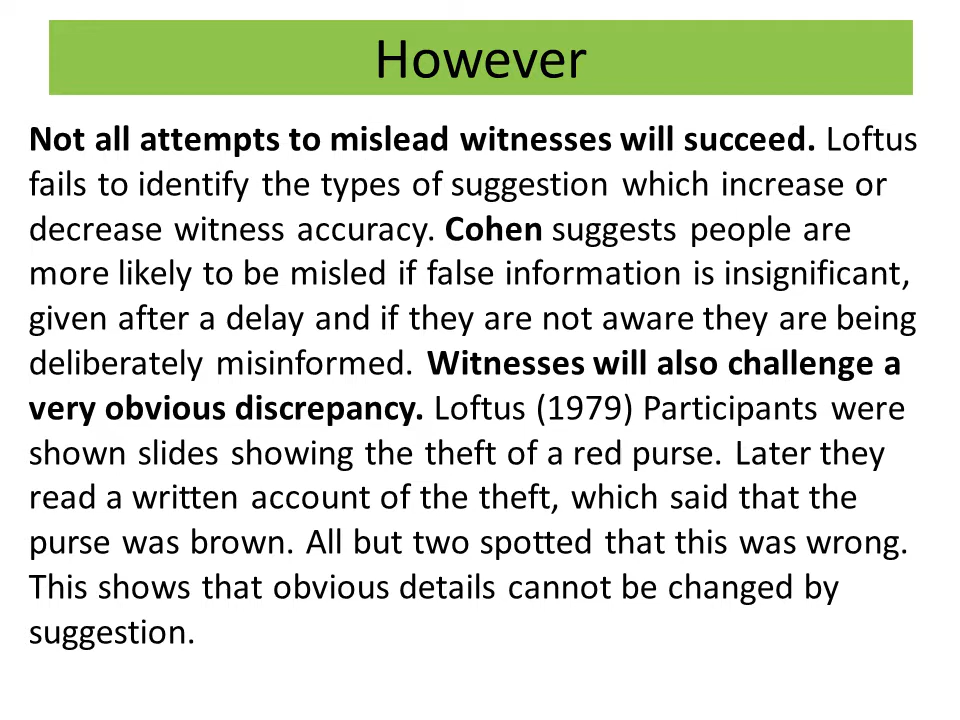 However
Not all attempts to mislead witnesses will succeed. Loftus
fails to identify the types of suggestion which increase or
decrease witness accuracy. Cohen suggests people are
more likely to be misled if false information is insignificant,
given after a delay and if they are not aware they are being
deliberately misinformed. Witnesses will also challenge a
very obvious discrepancy. Loftus (1979) Participants were
shown slides showing the theft of a red purse. Later they
read a written account of the theft, which said that the
purse was brown. All but two spotted that this was wrong.
This shows that obvious details cannot be changed by
suggestion.